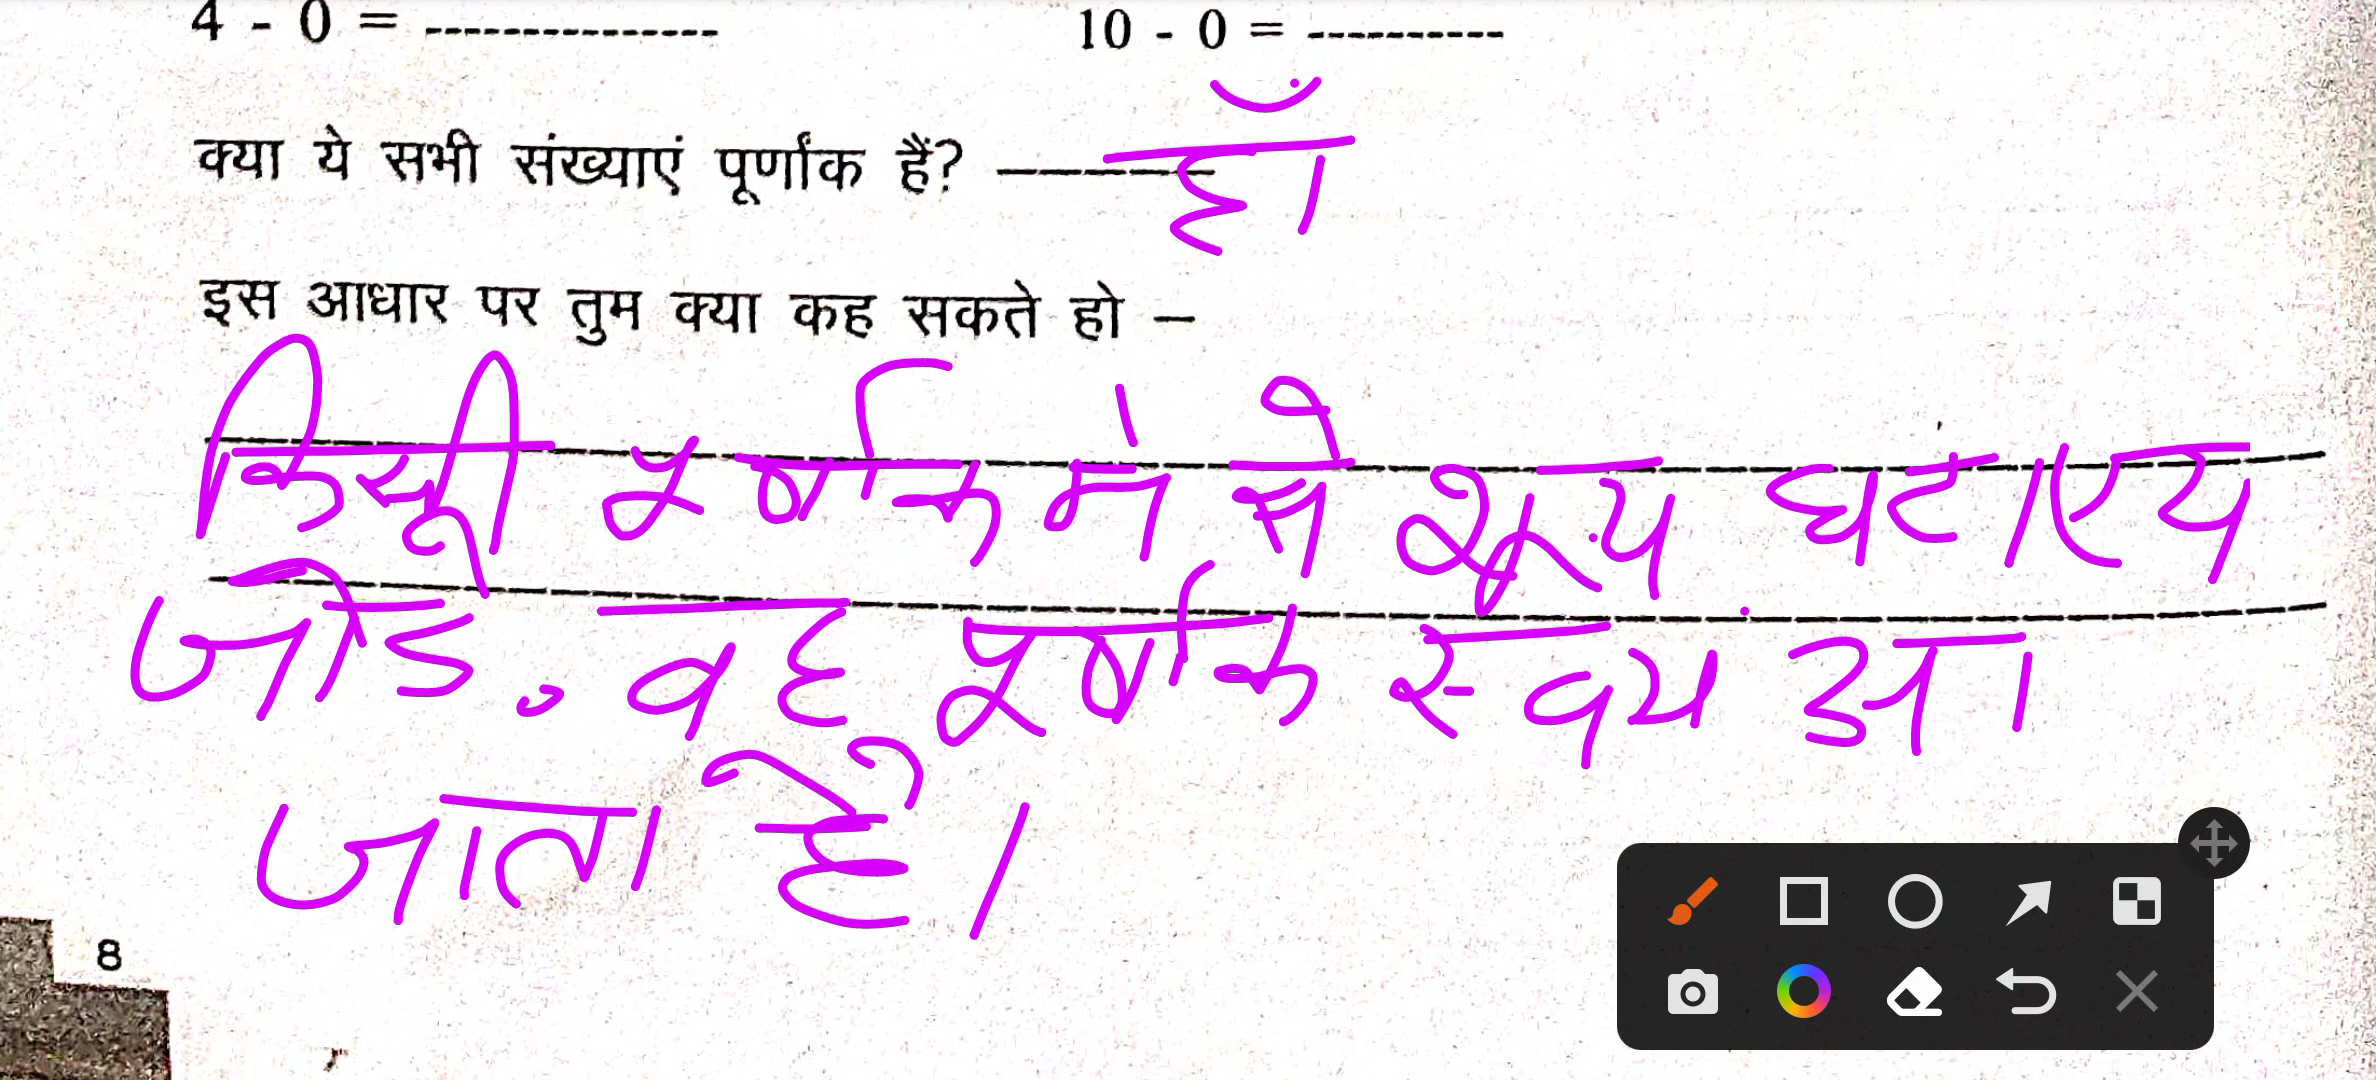 4 - 0 = ---------------
10 - 0 = ----------
क्या ये सभी संख्याएं पूर्णांक हैं? ------ हाँ
इस आधार पर तुम क्या कह सकते हो –
किसी पूर्णांक में से शून्य घटाए य
जोड़े. वह पूर्णांक स्वयं आ
जाता है।
8